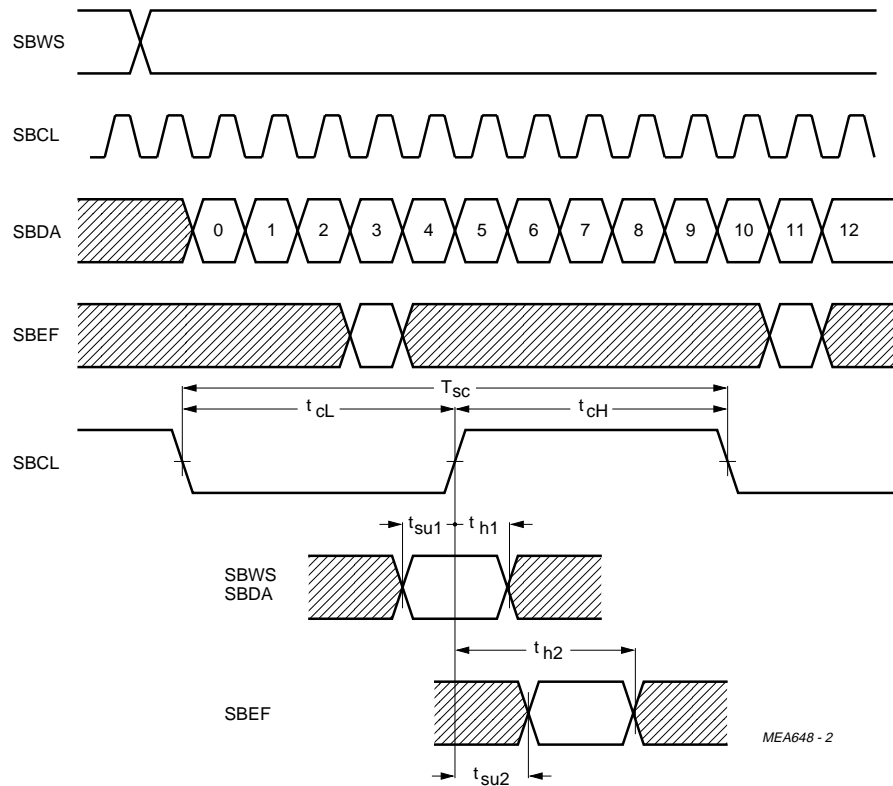 SBWS
SBCL
SBDA 0 1 2 3 4 5 6 7 8 9 10 11 12
SBEF
Tsc
tcL tcH
SBCL
tsu1 th1
SBWS
SBDA
th2
SBEF
MEA648 - 2
tsu2